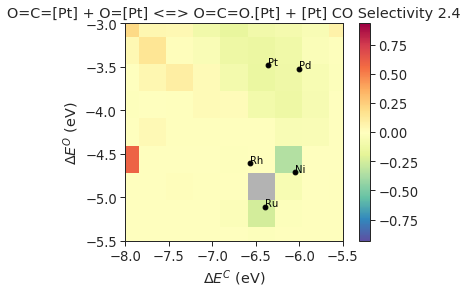 O=C=[Pt] + O=[Pt] <=> O=C=O.[Pt] + [Pt] CO Selectivity 2.4
−3.0
−3.5
−4.0
−4.5
−5.0
−5.5
ΔE^O (eV)
Pt
Pd
Rh
Ni
Ru
−8.0 −7.5 −7.0 −6.5 −6.0 −5.5
ΔE^C (eV)
0.75
0.50
0.25
0.00
−0.25
−0.50
−0.75